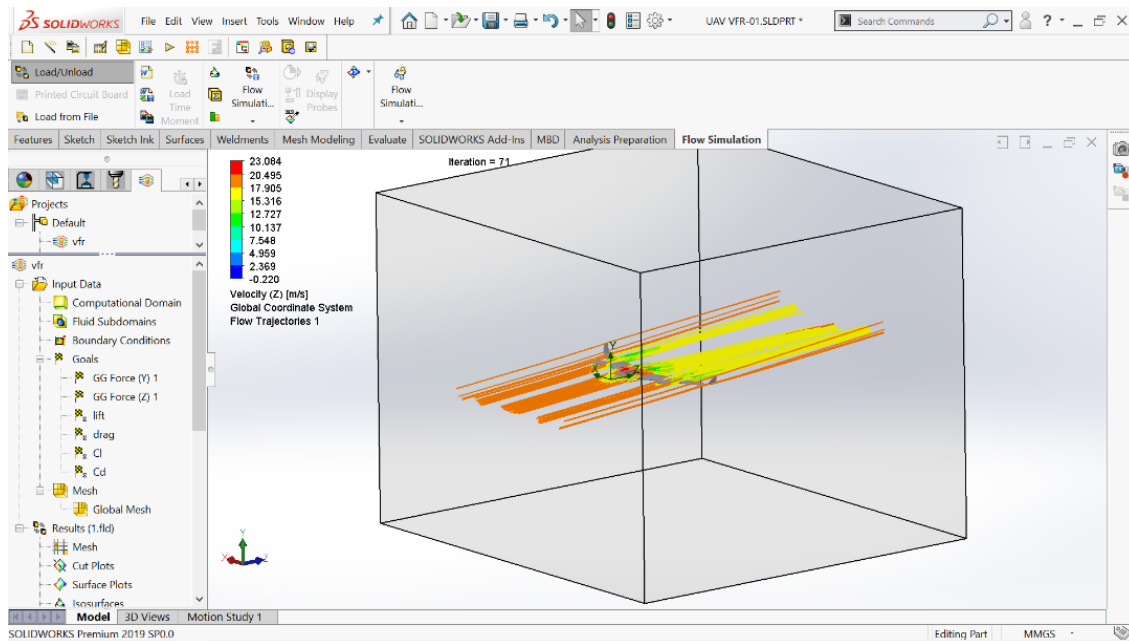 DS SOLIDWORKS File Edit View Insert Tools Window Help UAV VFR-01.SLDPRT * Search Commands ?
Load/Unload
Printed Circuit Board
Load from File
Load Time Moment
Flow Simulati...
Display Probes
Flow Simulati...
Features Sketch Sketch Ink Surfaces Weldments Mesh Modeling Evaluate SOLIDWORKS Add-Ins MBD Analysis Preparation Flow Simulation
Projects
Default
vfr
vfr
Input Data
Computational Domain
Fluid Subdomains
Boundary Conditions
Goals
GG Force (Y) 1
GG Force (Z) 1
lift
drag
Cl
Cd
Mesh
Global Mesh
Results (1.fld)
Mesh
Cut Plots
Surface Plots
Isosurfaces
23.084
20.495
17.905
15.316
12.727
10.137
7.548
4.959
2.369
-0.220
Velocity (Z) [m/s]
Global Coordinate System
Flow Trajectories 1
Iteration = 71
Y
X
Z
Y
X
Z
Model 3D Views Motion Study 1
SOLIDWORKS Premium 2019 SP0.0 Editing Part MMGS